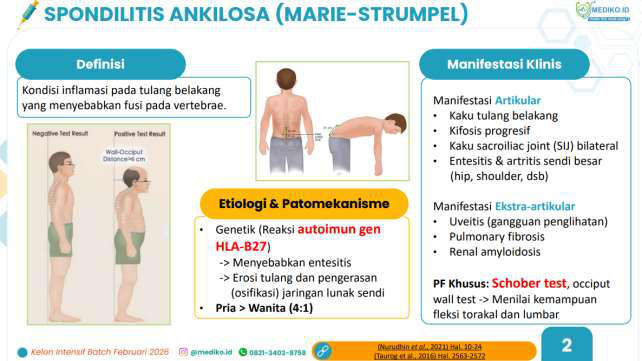 SPONDILITIS ANKILOSA (MARIE-STRUMPEL)
MEDIKO.ID
Definisi
Kondisi inflamasi pada tulang belakang
yang menyebabkan fusi pada vertebrae.
Negative Test Result
Positive Test Result
Wall-Occiput
Distance>6 cm
Etiologi & Patomekanisme
• Genetik (Reaksi autoimun gen
HLA-B27)
-> Menyebabkan entesitis
-> Erosi tulang dan pengerasan
(osifikasi) jaringan lunak sendi
• Pria > Wanita (4:1)
Manifestasi Klinis
Manifestasi Artikular
• Kaku tulang belakang
• Kifosis progresif
• Kaku sacroiliac joint (SIJ) bilateral
• Entesitis & artritis sendi besar
(hip, shoulder, dsb)
Manifestasi Ekstra-artikular
• Uveitis (gangguan penglihatan)
• Pulmonary fibrosis
• Renal amyloidosis
PF Khusus: Schober test, occiput
wall test -> Menilai kemampuan
fleksi torakal dan lumbar
Kelon Intensif Batch Februari 2026
@mediko.id
0821-3403-9758
(Nurudhin et al., 2021) Hal. 10-24
(Taurog et al., 2016) Hal. 2563-2572
2